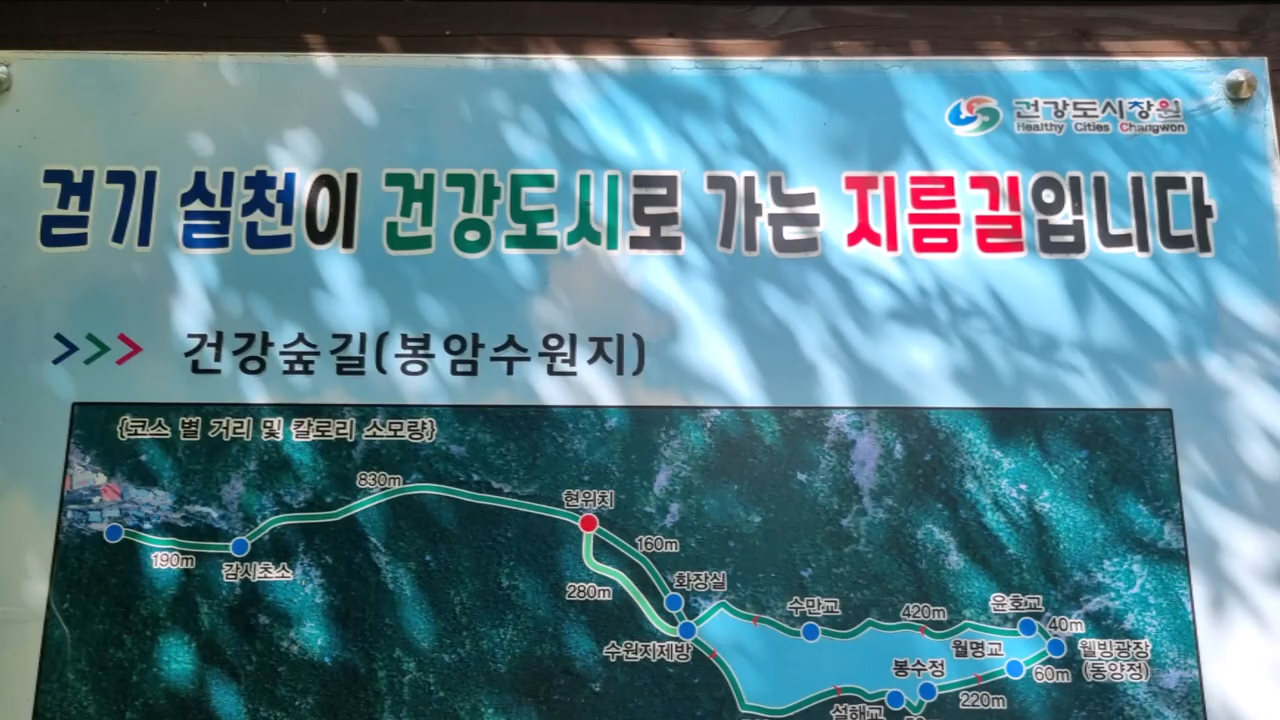 건강도시창원
Healthy Cities Changwon
걷기 실천이 건강도시로 가는 지름길입니다
>>> 건강숲길(봉암수원지)
{코스 별 거리 및 칼로리 소모량}
830m
현위치
190m
감시초소
160m
280m
화장실
수원지제방
수만교
420m
윤호교
40m
월명교
웰빙광장
(동양정)
60m
봉수정
220m
설해교